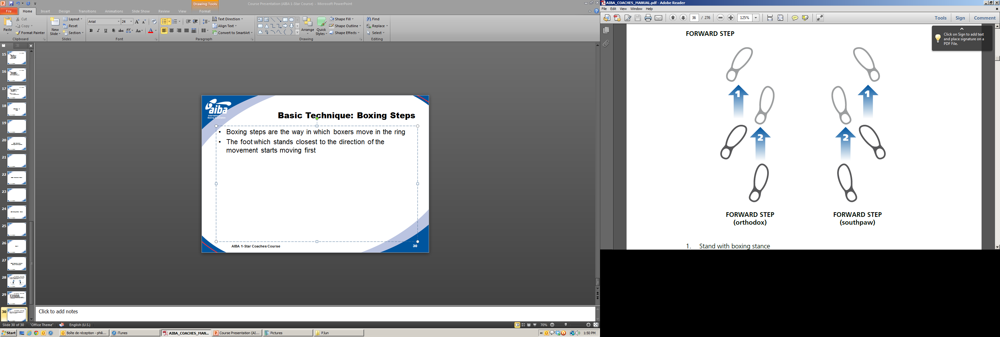 Course Presentation (AIBA 1-Star Course) - Microsoft PowerPoint
Drawing Tools
File Home Insert Design Transitions Animations Slide Show Review View Format
Paste
Cut
Copy
Format Painter
Clipboard
New Slide
Layout
Reset
Section
Slides
Arial 24
Font
Text Direction
Align Text
Convert to SmartArt
Paragraph
Arrange
Quick Styles
Shape Fill
Shape Outline
Shape Effects
Drawing
Find
Replace
Select
Editing
15
16
17
18
19
20
21
22
23
24
25
26
27
28
29
30
aiba
International
Boxing Association
Basic Technique: Boxing Steps
• Boxing steps are the way in which boxers move in the ring
• The foot which stands closest to the direction of the
movement starts moving first
AIBA 1-Star Coaches Course 30
Click to add notes
Slide 30 of 30 "Office Theme" English (U.S.) 70%
Start Boîte de réception - phili... iTunes AIBA_COACHES_MAN... Course Presentation (AI... Pictures PJun 1:50 PM
AIBA_COACHES_MANUAL.pdf - Adobe Reader
File Edit View Window Help
36 / 276 125% Tools Sign Comment
Click on Sign to add text
and place signature on a
PDF File.
FORWARD STEP
1 1
2 2
FORWARD STEP
(orthodox)
FORWARD STEP
(southpaw)
1. Stand with boxing stance